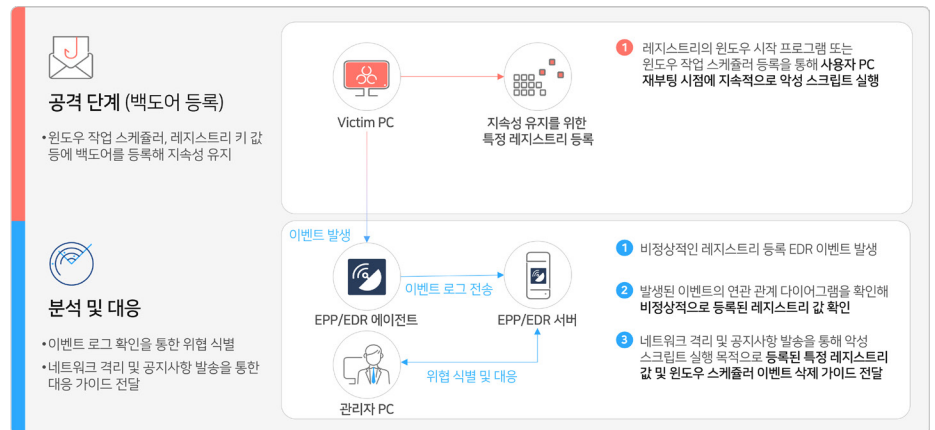 공격 단계 (백도어 등록)
•윈도우 작업 스케쥴러, 레지스트리 키 값
등에 백도어를 등록해 지속성 유지
Victim PC
지속성 유지를 위한
특정 레지스트리 등록
1 레지스트리의 윈도우 시작 프로그램 또는
윈도우 작업 스케쥴러 등록을 통해 사용자 PC
재부팅 시점에 지속적으로 악성 스크립트 실행
분석 및 대응
•이벤트 로그 확인을 통한 위협 식별
•네트워크 격리 및 공지사항 발송을 통한
대응 가이드 전달
이벤트 발생
이벤트 로그 전송
EPP/EDR 에이전트
EPP/EDR 서버
위협 식별 및 대응
관리자 PC
1 비정상적인 레지스트리 등록 EDR 이벤트 발생
2 발생된 이벤트의 연관 관계 다이어그램을 확인해
비정상적으로 등록된 레지스트리 값 확인
3 네트워크 격리 및 공지사항 발송을 통해 악성
스크립트 실행 목적으로 등록된 특정 레지스트리
값 및 윈도우 스케쥴러 이벤트 삭제 가이드 전달